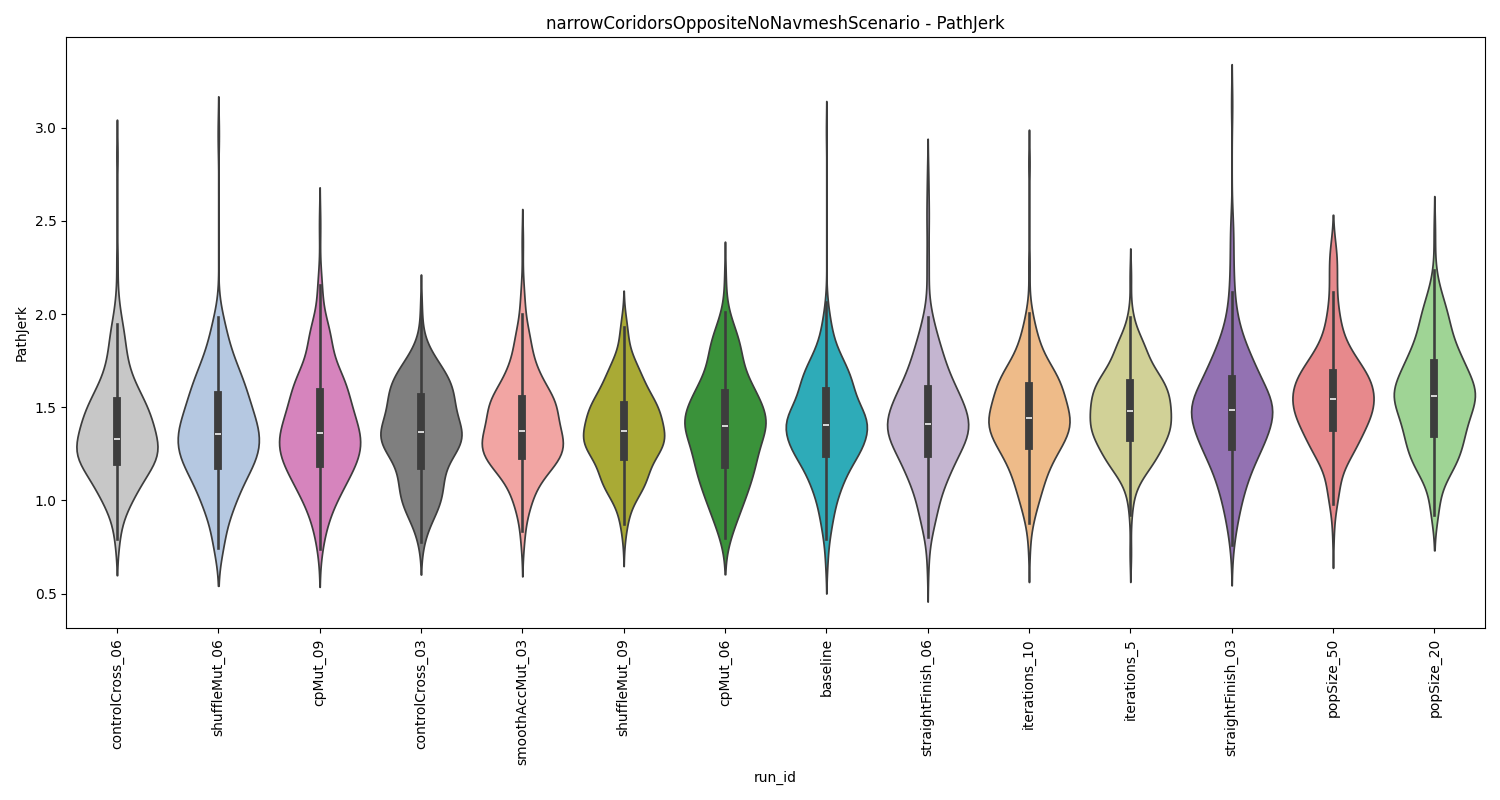 narrowCoridorsOppositeNoNavmeshScenario - PathJerk
PathJerk
3.0
2.5
2.0
1.5
1.0
0.5
controlCross_06
shuffleMut_06
cpMut_09
controlCross_03
smoothAccMut_03
shuffleMut_09
cpMut_06
baseline
straightFinish_06
iterations_10
iterations_5
straightFinish_03
popSize_50
popSize_20
run_id